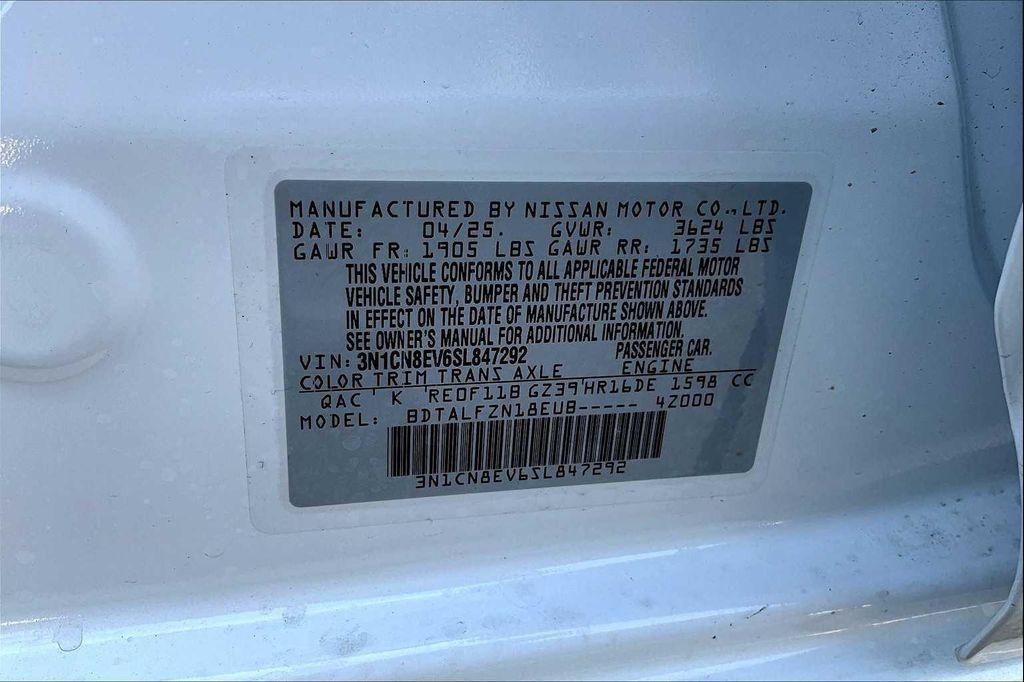 MANUFACTURED BY NISSAN MOTOR CO.,LTD.
DATE: 04/25. GVWR: 3624 LBS
GAWR FR: 1905 LBS GAWR RR: 1735 LBS
THIS VEHICLE CONFORMS TO ALL APPLICABLE FEDERAL MOTOR
VEHICLE SAFETY, BUMPER AND THEFT PREVENTION STANDARDS
IN EFFECT ON THE DATE OF MANUFACTURE SHOWN ABOVE.
SEE OWNER'S MANUAL FOR ADDITIONAL INFORMATION.
VIN: 3N1CN8EV6SL847292 PASSENGER CAR.
COLOR TRIM TRANS AXLE ENGINE
QAC K RE0F11B GZ39 HR16DE 1598 CC
MODEL: BDTALFZN18EUB----- 42000
3N1CN8EV6SL847292